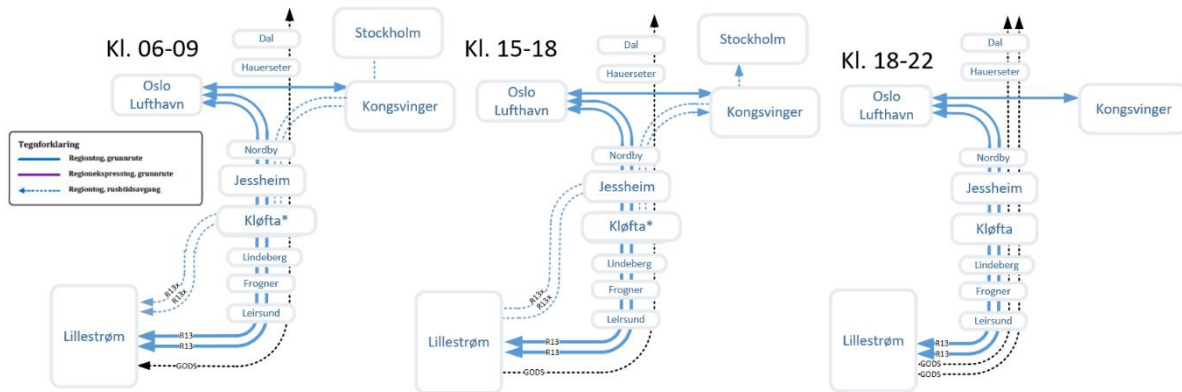 Kl. 06-09
Dal
Hauerseter
Stockholm
Oslo
Lufthavn
Kongsvinger
Tegnforklaring
Regiontog, grunnrute
Regionekspresstog, grunnrute
Regiontog, rushtidsavgang
Nordby
Jessheim
Kløfta*
Lindeberg
Frogner
Leirsund
Lillestrøm
R13x
R13x
R13
R13
GODS
Kl. 15-18
Dal
Hauerseter
Stockholm
Oslo
Lufthavn
Kongsvinger
Nordby
Jessheim
Kløfta*
Lindeberg
Frogner
Leirsund
Lillestrøm
R13x
R13x
R13
R13
GODS
Kl. 18-22
Dal
Hauerseter
Oslo
Lufthavn
Kongsvinger
Nordby
Jessheim
Kløfta
Lindeberg
Frogner
Leirsund
Lillestrøm
R13
R13
GODS
GODS